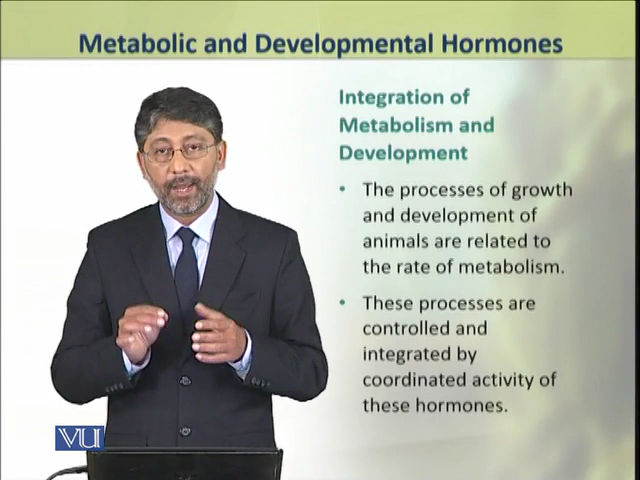 Metabolic and Developmental Hormones
Integration of
Metabolism and
Development
• The processes of growth
and development of
animals are related to
the rate of metabolism.
• These processes are
controlled and
integrated by
coordinated activity of
these hormones.
VU